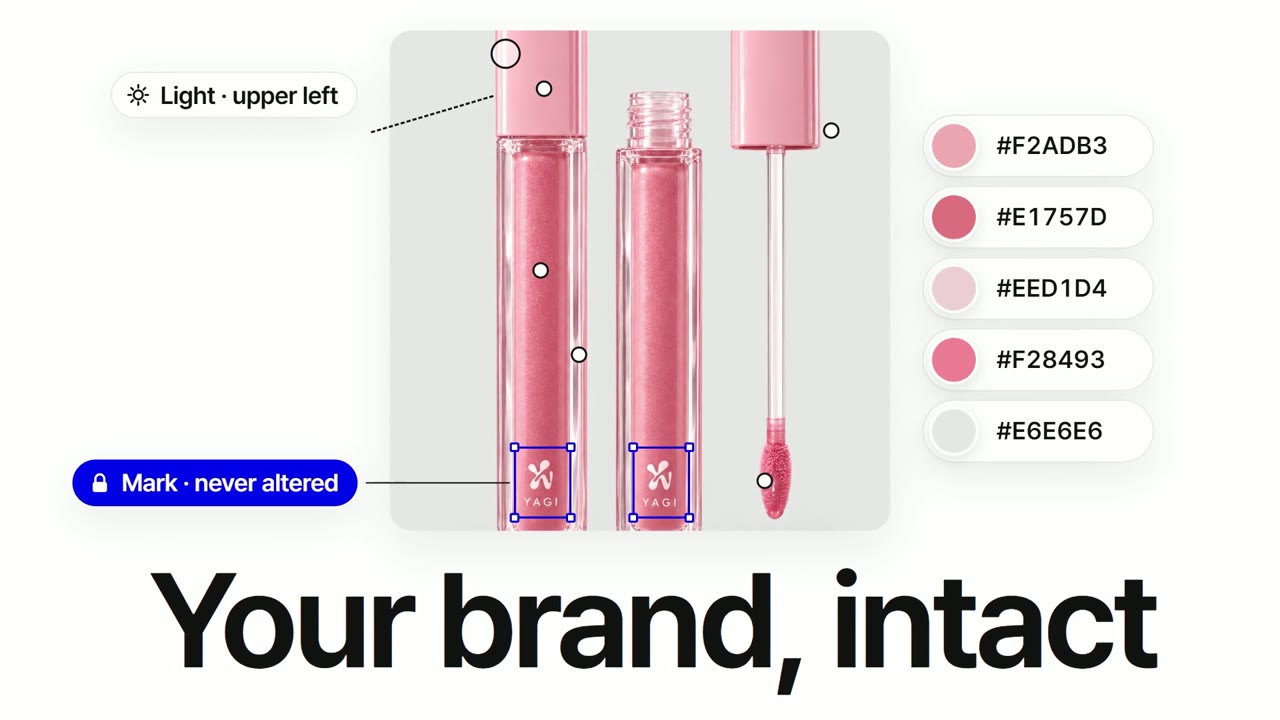 Light · upper left
#F2ADB3
#E1757D
#EED1D4
#F28493
#E6E6E6
Mark · never altered
YAGI
YAGI
Your brand, intact